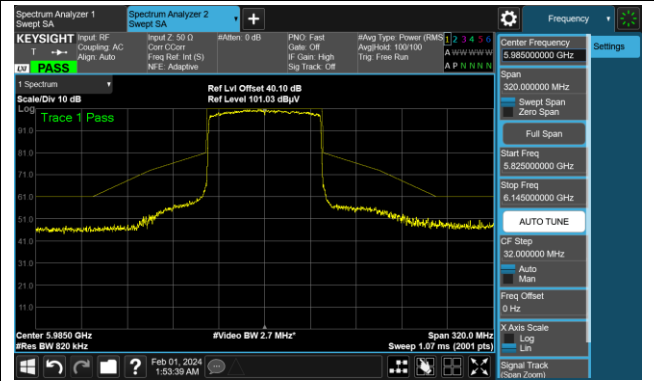 Spectrum Analyzer 1
Swept SA
Spectrum Analyzer 2
Swept SA
+
Frequency
KEYSIGHT
T
LV PASS
Input: RF
Coupling: AC
Align: Auto
Input Z: 50 Ω
Corr CCorr
Freq Ref: Int (S)
NFE: Adaptive
#Atten: 0 dB
PNO: Fast
Gate: Off
IF Gain: High
Sig Track: Off
#Avg Type: Power (RMS
Avg|Hold: 100/100
Trig: Free Run
1 2 3 4 5 6
A W W W W W
A P N N N N
Center Frequency
5.985000000 GHz
Settings
Span
320.000000 MHz
Swept Span
Zero Span
Full Span
Start Freq
5.825000000 GHz
Stop Freq
6.145000000 GHz
AUTO TUNE
CF Step
32.000000 MHz
Auto
Man
Freq Offset
0 Hz
X Axis Scale
Log
Lin
Signal Track
(Span Zoom)
1 Spectrum
Scale/Div 10 dB
Ref Lvl Offset 40.10 dB
Ref Level 101.03 dBµV
Log
Trace 1 Pass
91.0
81.0
71.0
61.0
51.0
41.0
31.0
21.0
11.0
Center 5.9850 GHz
#Res BW 820 kHz
#Video BW 2.7 MHz*
Span 320.0 MHz
Sweep 1.07 ms (2001 pts)
?
Feb 01, 2024
1:53:39 AM